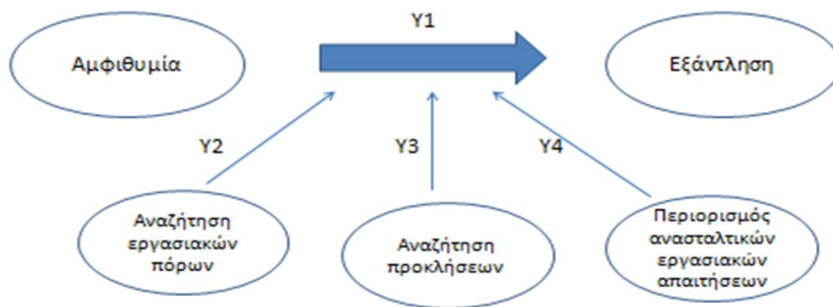 Υ1
Αμφιθυμία
Εξάντληση
Υ2
Υ3
Υ4
Αναζήτηση
εργασιακών
πόρων
Αναζήτηση
προκλήσεων
Περιορισμός
ανασταλτικών
εργασιακών
απαιτήσεων